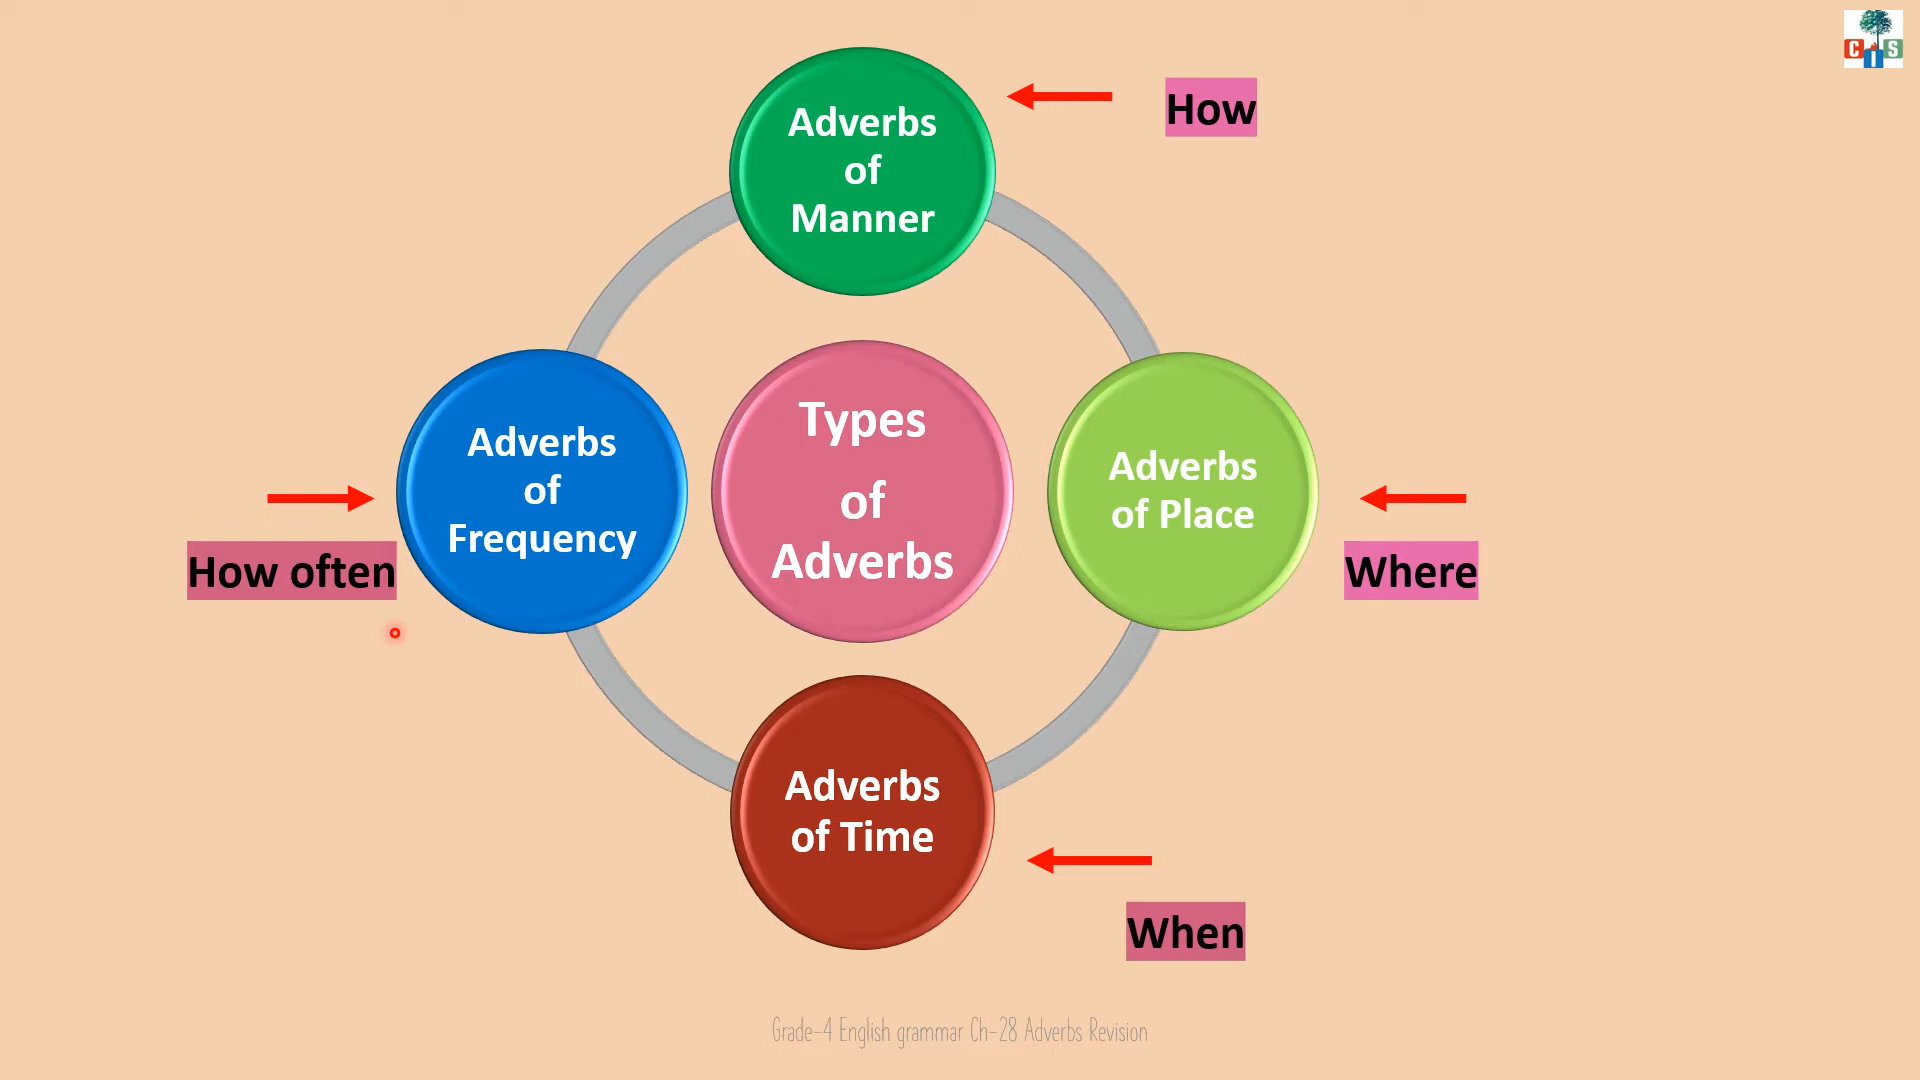 CIS
Adverbs
of
Manner
How
Adverbs
of
Frequency
How often
Types
of
Adverbs
Adverbs
of Place
Where
Adverbs
of Time
When
Grade-4 English grammar Ch-28 Adverbs Revision